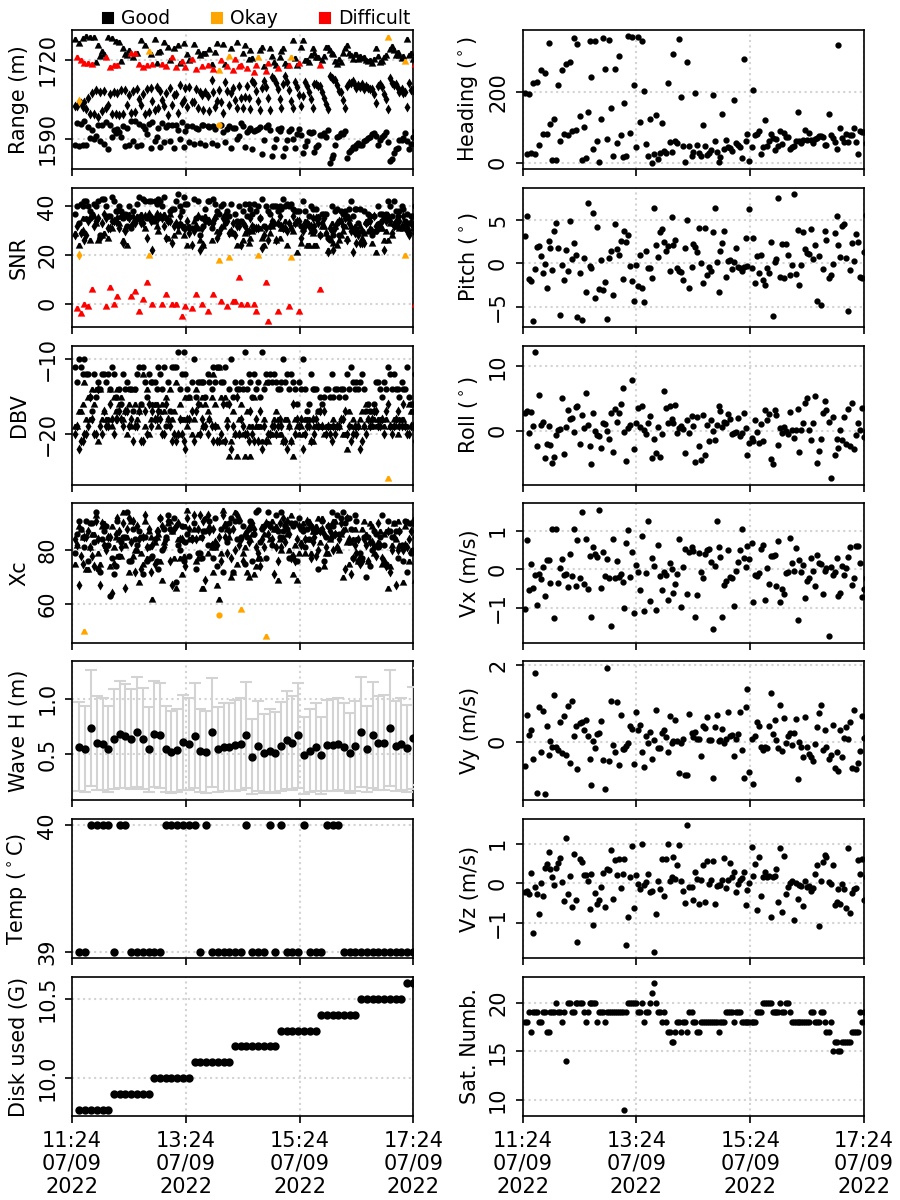 Good Okay Difficult
Range (m) 1720 1590
Heading (°) 200 0
SNR 40 20 0
Pitch (°) 5 0 −5
DBV −10 −20
Roll (°) 10 0
Xc 80 60
Vx (m/s) 1 0 −1
Wave H (m) 1.0 0.5
Vy (m/s) 2 0
Temp (°C) 40 39
Vz (m/s) 1 0 −1
Disk used (G) 10.5 10.0
Sat. Numb. 20 15 10
11:24 13:24 15:24 17:24 11:24 13:24 15:24 17:24
07/09 07/09 07/09 07/09 07/09 07/09 07/09 07/09
2022 2022 2022 2022 2022 2022 2022 2022